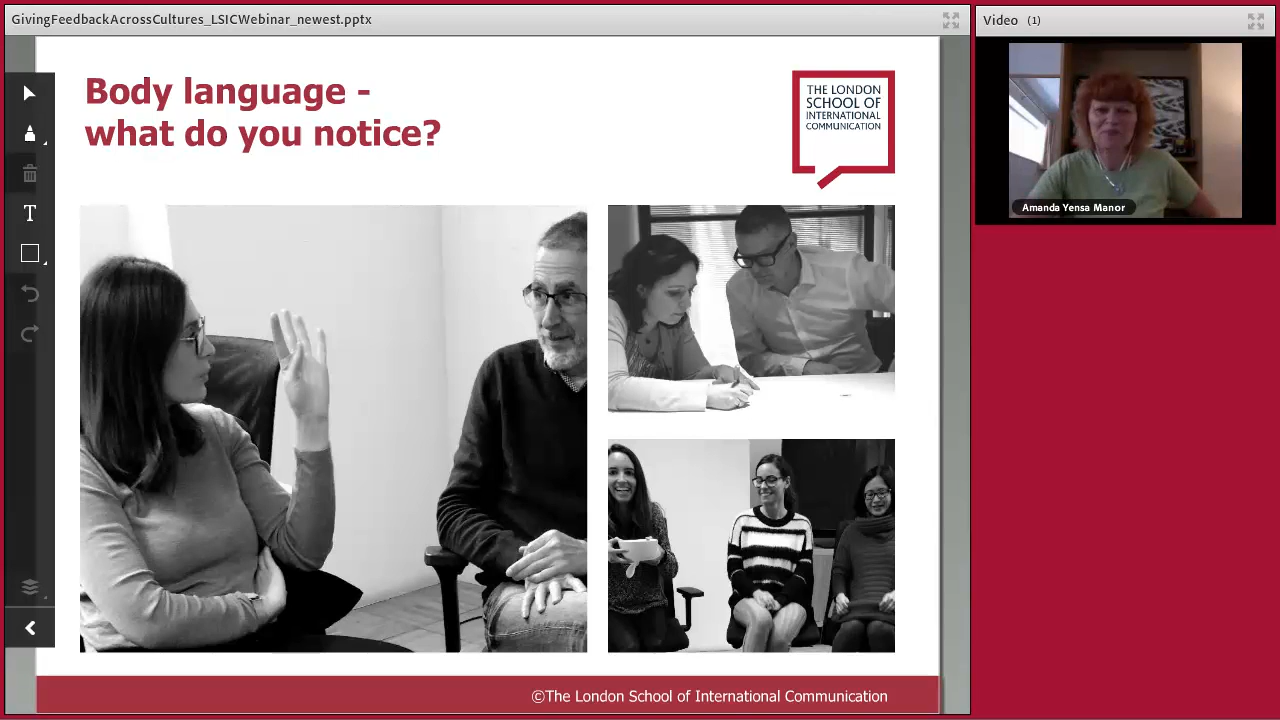 GivingFeedbackAcrossCultures_LSICWebinar_newest.pptx
Video (1)
Body language -
what do you notice?
THE LONDON
SCHOOL OF
INTERNATIONAL
COMMUNICATION
Amanda Yensa Manor
T
©The London School of International Communication